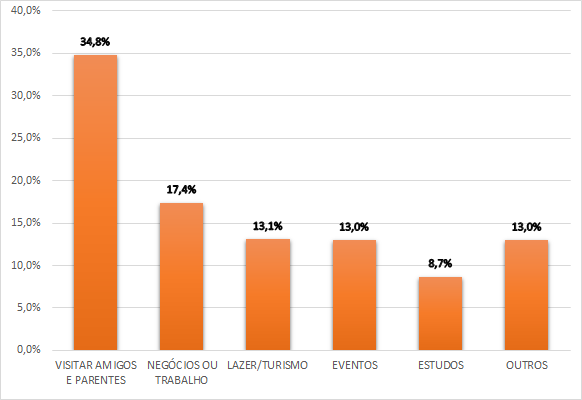 40,0%
35,0%
30,0%
25,0%
20,0%
15,0%
10,0%
5,0%
0,0%
34,8%
17,4%
13,1%
13,0%
8,7%
13,0%
VISITAR AMIGOS
E PARENTES
NEGÓCIOS OU
TRABALHO
LAZER/TURISMO
EVENTOS
ESTUDOS
OUTROS